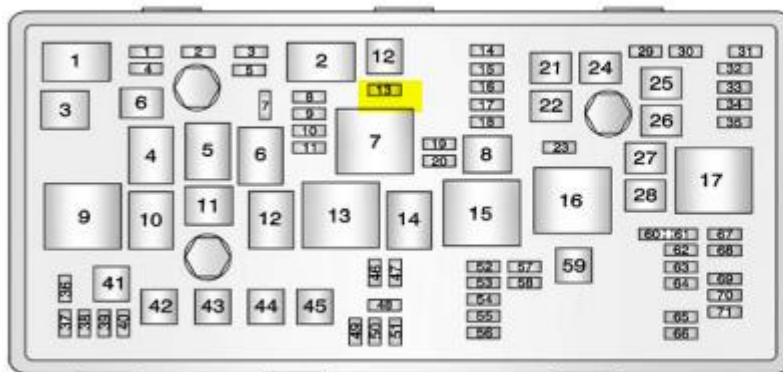 1 1 2 3 2 12 14 21 24 29 30 31
4 5 15 32
3 6 7 8 13 16 22 25 33
9 17 34
10 18 26 35
4 5 6 11 7 19 8 23 27
20 17
9 10 11 12 13 14 15 16 28
60 61 67
62 68
36 41 46 47 52 57 59 63
53 58 64 69
42 43 44 45 48 54 70
37 38 39 40 49 50 51 55 65 71
56 66